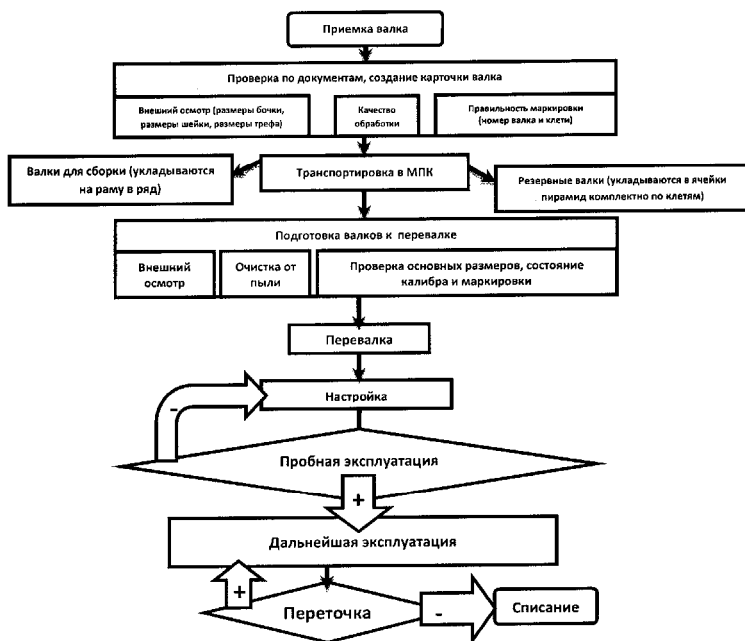 Приемка валка
Проверка по документам, создание карточки валка
Внешний осмотр (размеры бочки,
размеры шейки, размеры трефа)
Качество
обработки
Правильность маркировки
(номер валка и клети)
Валки для сборки (укладываются
на раму в ряд)
Транспортировка в МПК
Резервные валки (укладываются в ячейки
пирамид комплектно по клетям)
Подготовка валков к перевалке
Внешний
осмотр
Очистка от
пыли
Проверка основных размеров, состояние
калибра и маркировки
Перевалка
Настройка
-
Пробная эксплуатация
+
Дальнейшая эксплуатация
+
Переточка
-
Списание